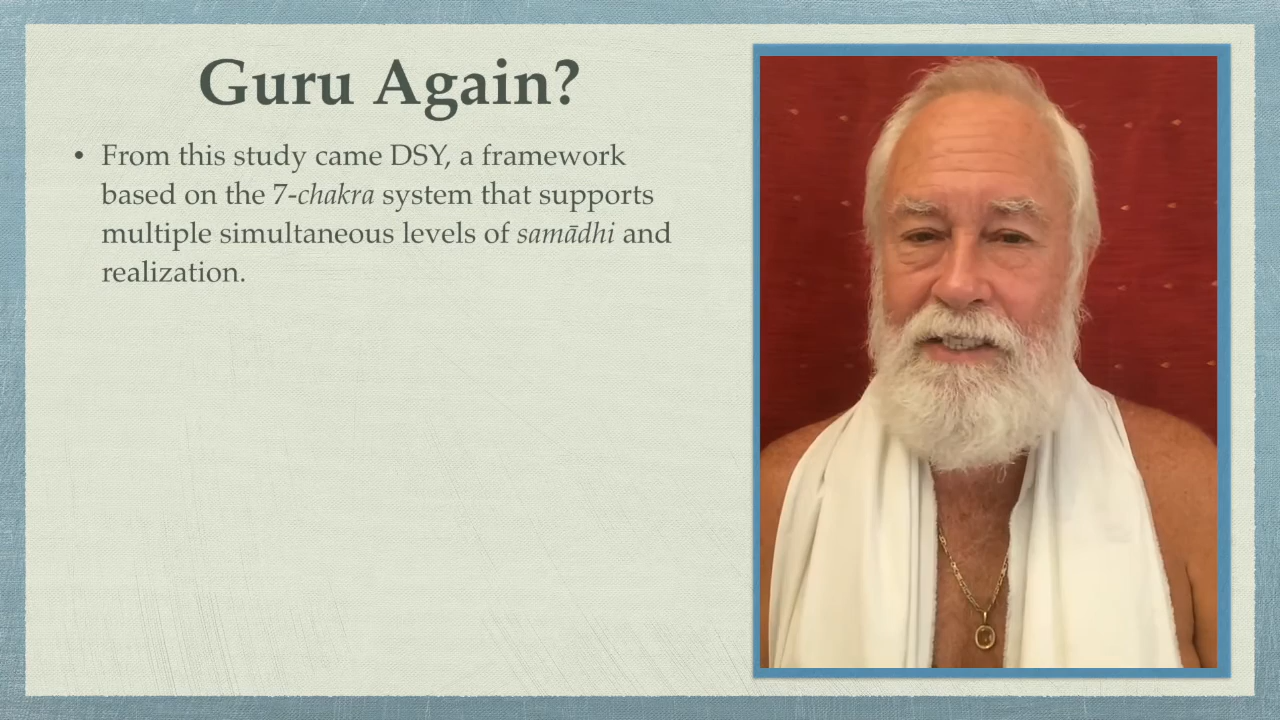 Guru Again?
• From this study came DSY, a framework
based on the 7-chakra system that supports
multiple simultaneous levels of samādhi and
realization.